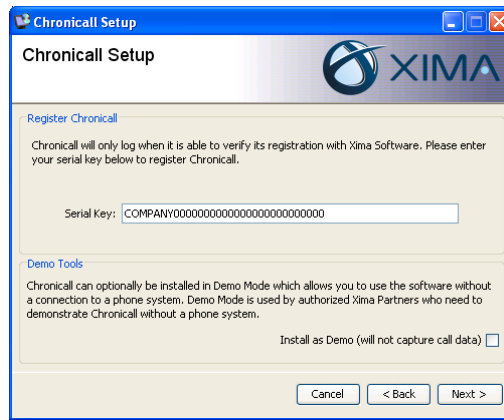 Chronicall Setup
Chronicall Setup
XIMA
Register Chronicall
Chronicall will only log when it is able to verify its registration with Xima Software. Please enter
your serial key below to register Chronicall.
Serial Key: COMPANY0000000000000000000000000
Demo Tools
Chronicall can optionally be installed in Demo Mode which allows you to use the software without
a connection to a phone system. Demo Mode is used by authorized Xima Partners who need to
demonstrate Chronicall without a phone system.
Install as Demo (will not capture call data)
Cancel < Back Next >